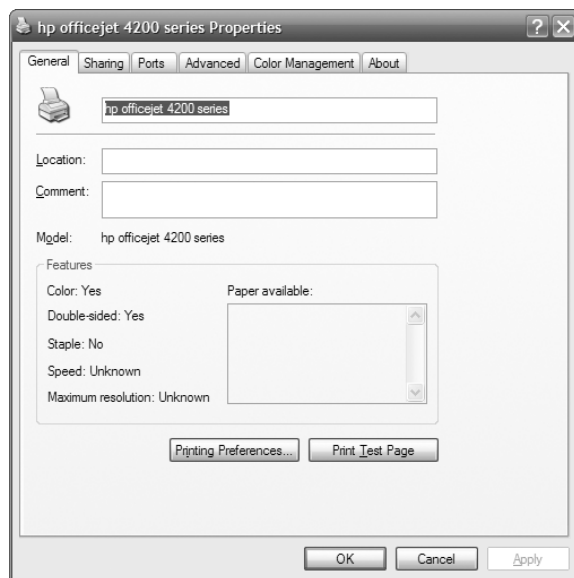 hp officejet 4200 series Properties
General Sharing Ports Advanced Color Management About
hp officejet 4200 series
Location:
Comment:
Model: hp officejet 4200 series
Features
Color: Yes
Paper available:
Double-sided: Yes
Staple: No
Speed: Unknown
Maximum resolution: Unknown
Printing Preferences... Print Test Page
OK Cancel Apply